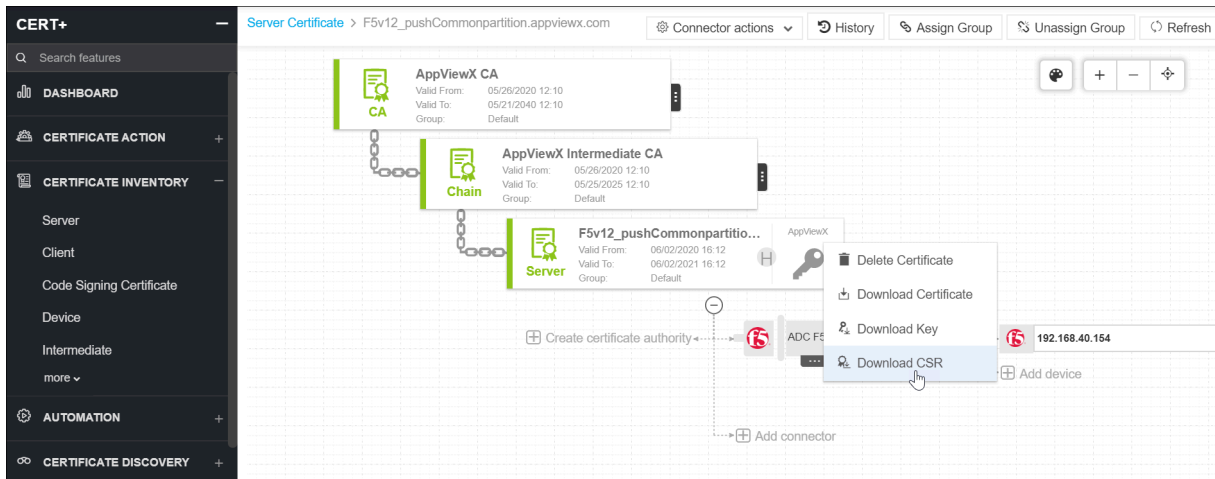 CERT+
Search features
DASHBOARD
CERTIFICATE ACTION
CERTIFICATE INVENTORY
Server
Client
Code Signing Certificate
Device
Intermediate
more
AUTOMATION
CERTIFICATE DISCOVERY
Server Certificate > F5v12_pushCommonpartition.appviewx.com
Connector actions
History
Assign Group
Unassign Group
Refresh
AppViewX CA
Valid From: 05/26/2020 12:10
Valid To: 05/21/2040 12:10
Group: Default
CA
AppViewX Intermediate CA
Valid From: 05/26/2020 12:10
Valid To: 05/25/2025 12:10
Group: Default
Chain
F5v12_pushCommonpartitio...
Valid From: 06/02/2020 16:12
Valid To: 06/02/2021 16:12
Group: Default
Server
H
AppViewX
Delete Certificate
Download Certificate
Download Key
Download CSR
Create certificate authority
f5
ADC F5
f5
192.168.40.154
Add device
Add connector